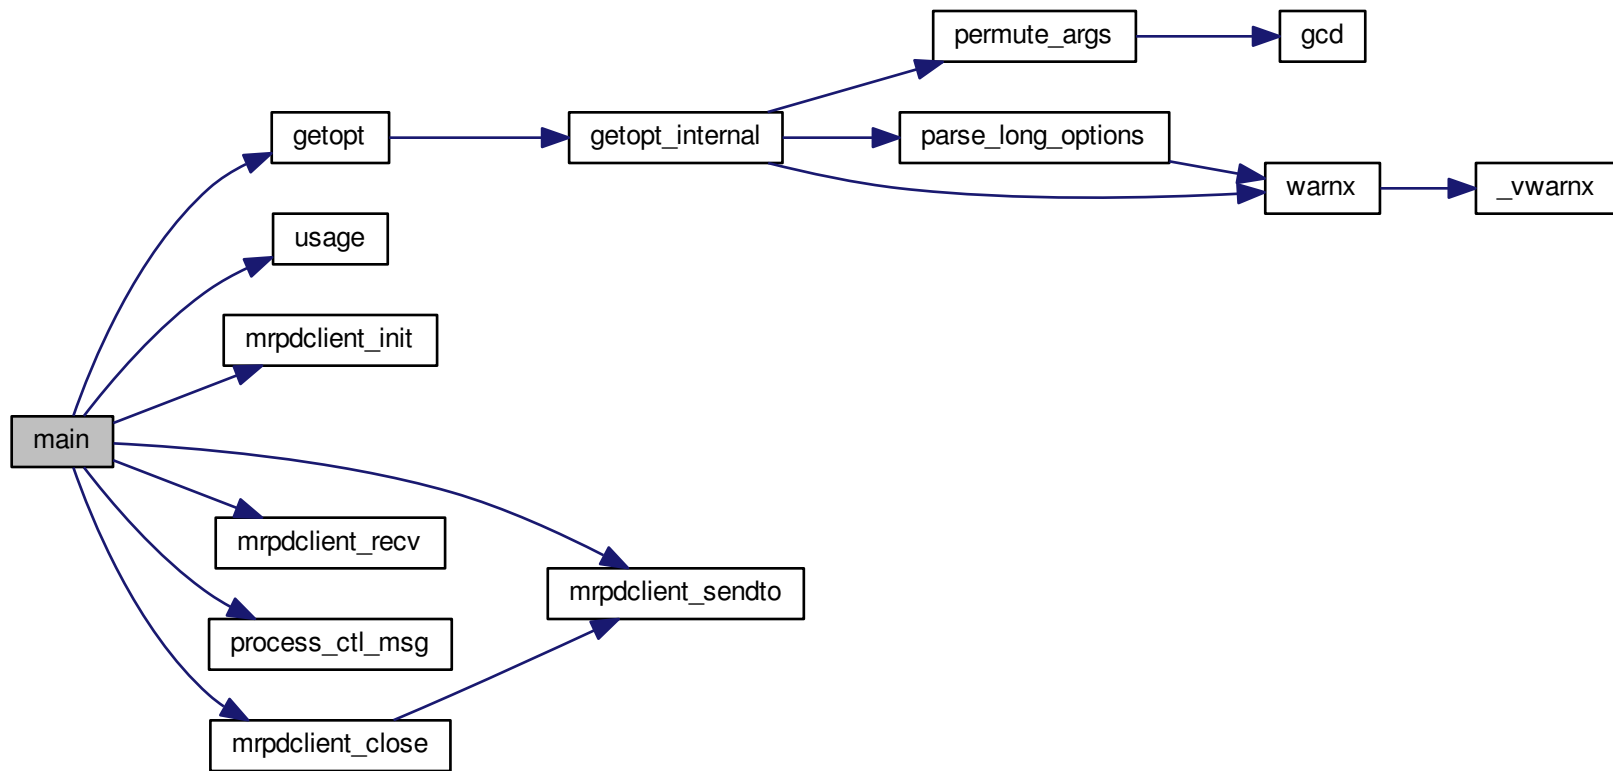 permute_args
gcd
getopt
getopt_internal
parse_long_options
warnx
_vwarnx
usage
mrpdclient_init
main
mrpdclient_recv
mrpdclient_sendto
process_ctl_msg
mrpdclient_close